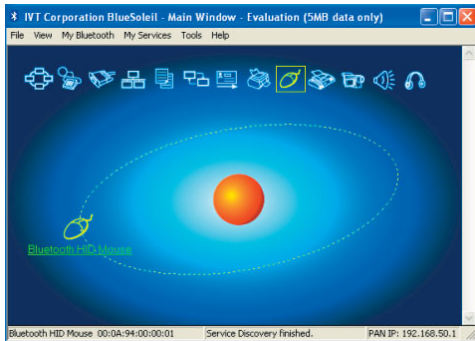 IVT Corporation BlueSoleil - Main Window - Evaluation (5MB data only)
File View My Bluetooth My Services Tools Help
Bluetooth HID Mouse
Bluetooth HID Mouse 00:0A:94:00:00:01 Service Discovery finished. PAN IP: 192.168.50.1